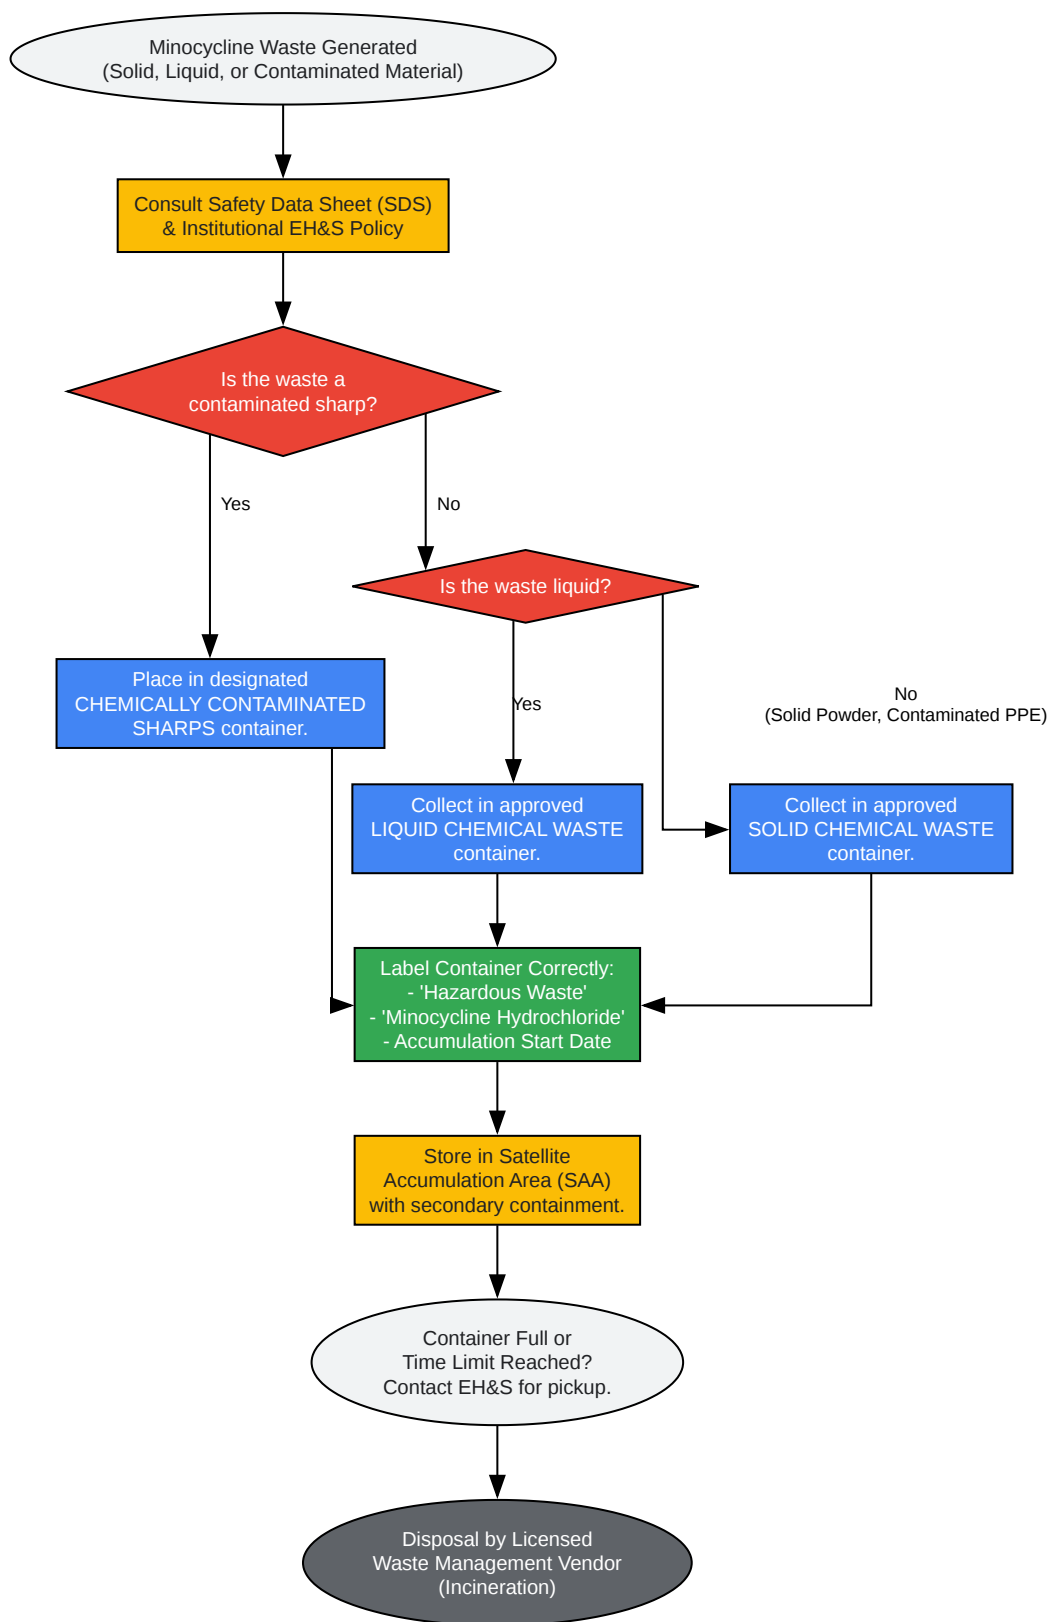 Minocycline Waste Generated
(Solid, Liquid, or Contaminated Material)
Consult Safety Data Sheet (SDS)
& Institutional EH&S Policy
Is the waste a
contaminated sharp?
Yes
No
Is the waste liquid?
Place in designated
CHEMICALLY CONTAMINATED
SHARPS container.
Yes
No
(Solid Powder, Contaminated PPE)
Collect in approved
LIQUID CHEMICAL WASTE
container.
Collect in approved
SOLID CHEMICAL WASTE
container.
Label Container Correctly:
- 'Hazardous Waste'
- 'Minocycline Hydrochloride'
- Accumulation Start Date
Store in Satellite
Accumulation Area (SAA)
with secondary containment.
Container Full or
Time Limit Reached?
Contact EH&S for pickup.
Disposal by Licensed
Waste Management Vendor
(Incineration)